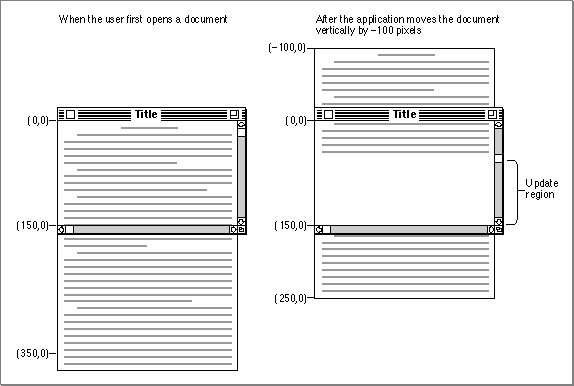 When the user first opens a document
After the application moves the document
vertically by –100 pixels
(–100,0)
(0,0)
Title
(0,0)
Title
Update
region
(150,0)
(150,0)
(250,0)
(350,0)